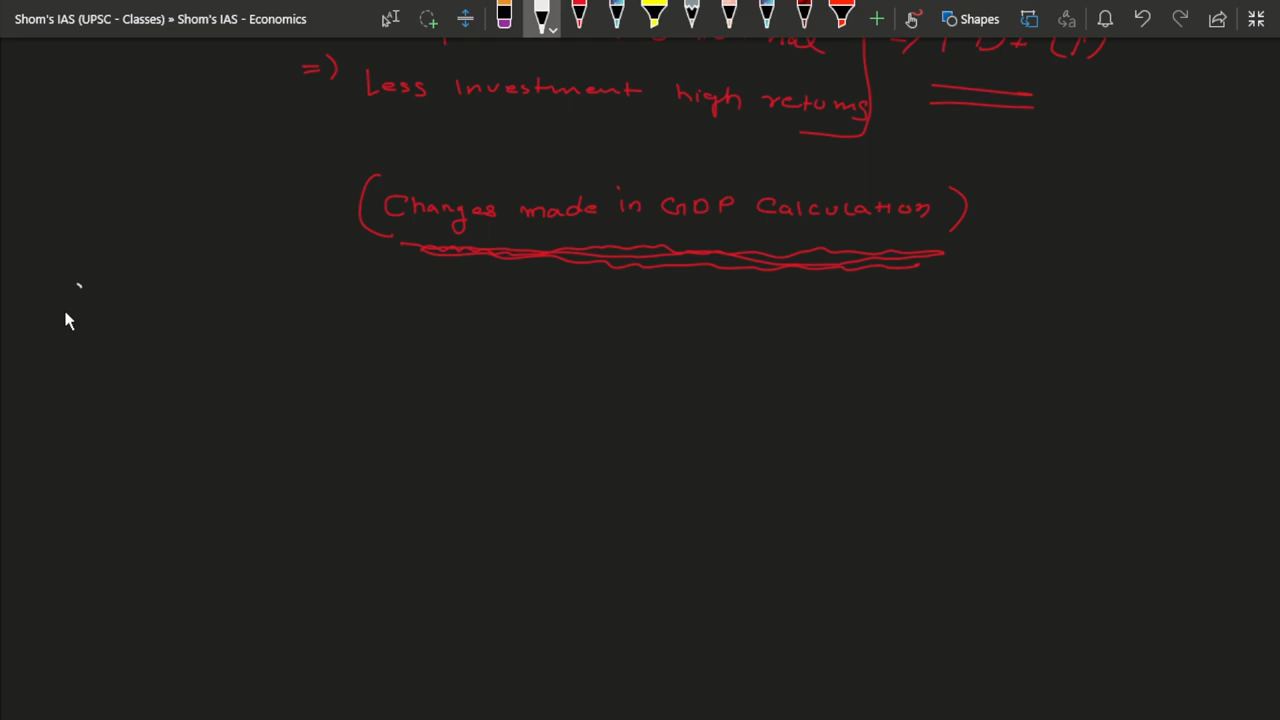 Shom's IAS (UPSC - Classes) » Shom's IAS - Economics
Shapes
=> Less investment high returns
(Changes made in GDP Calculation)